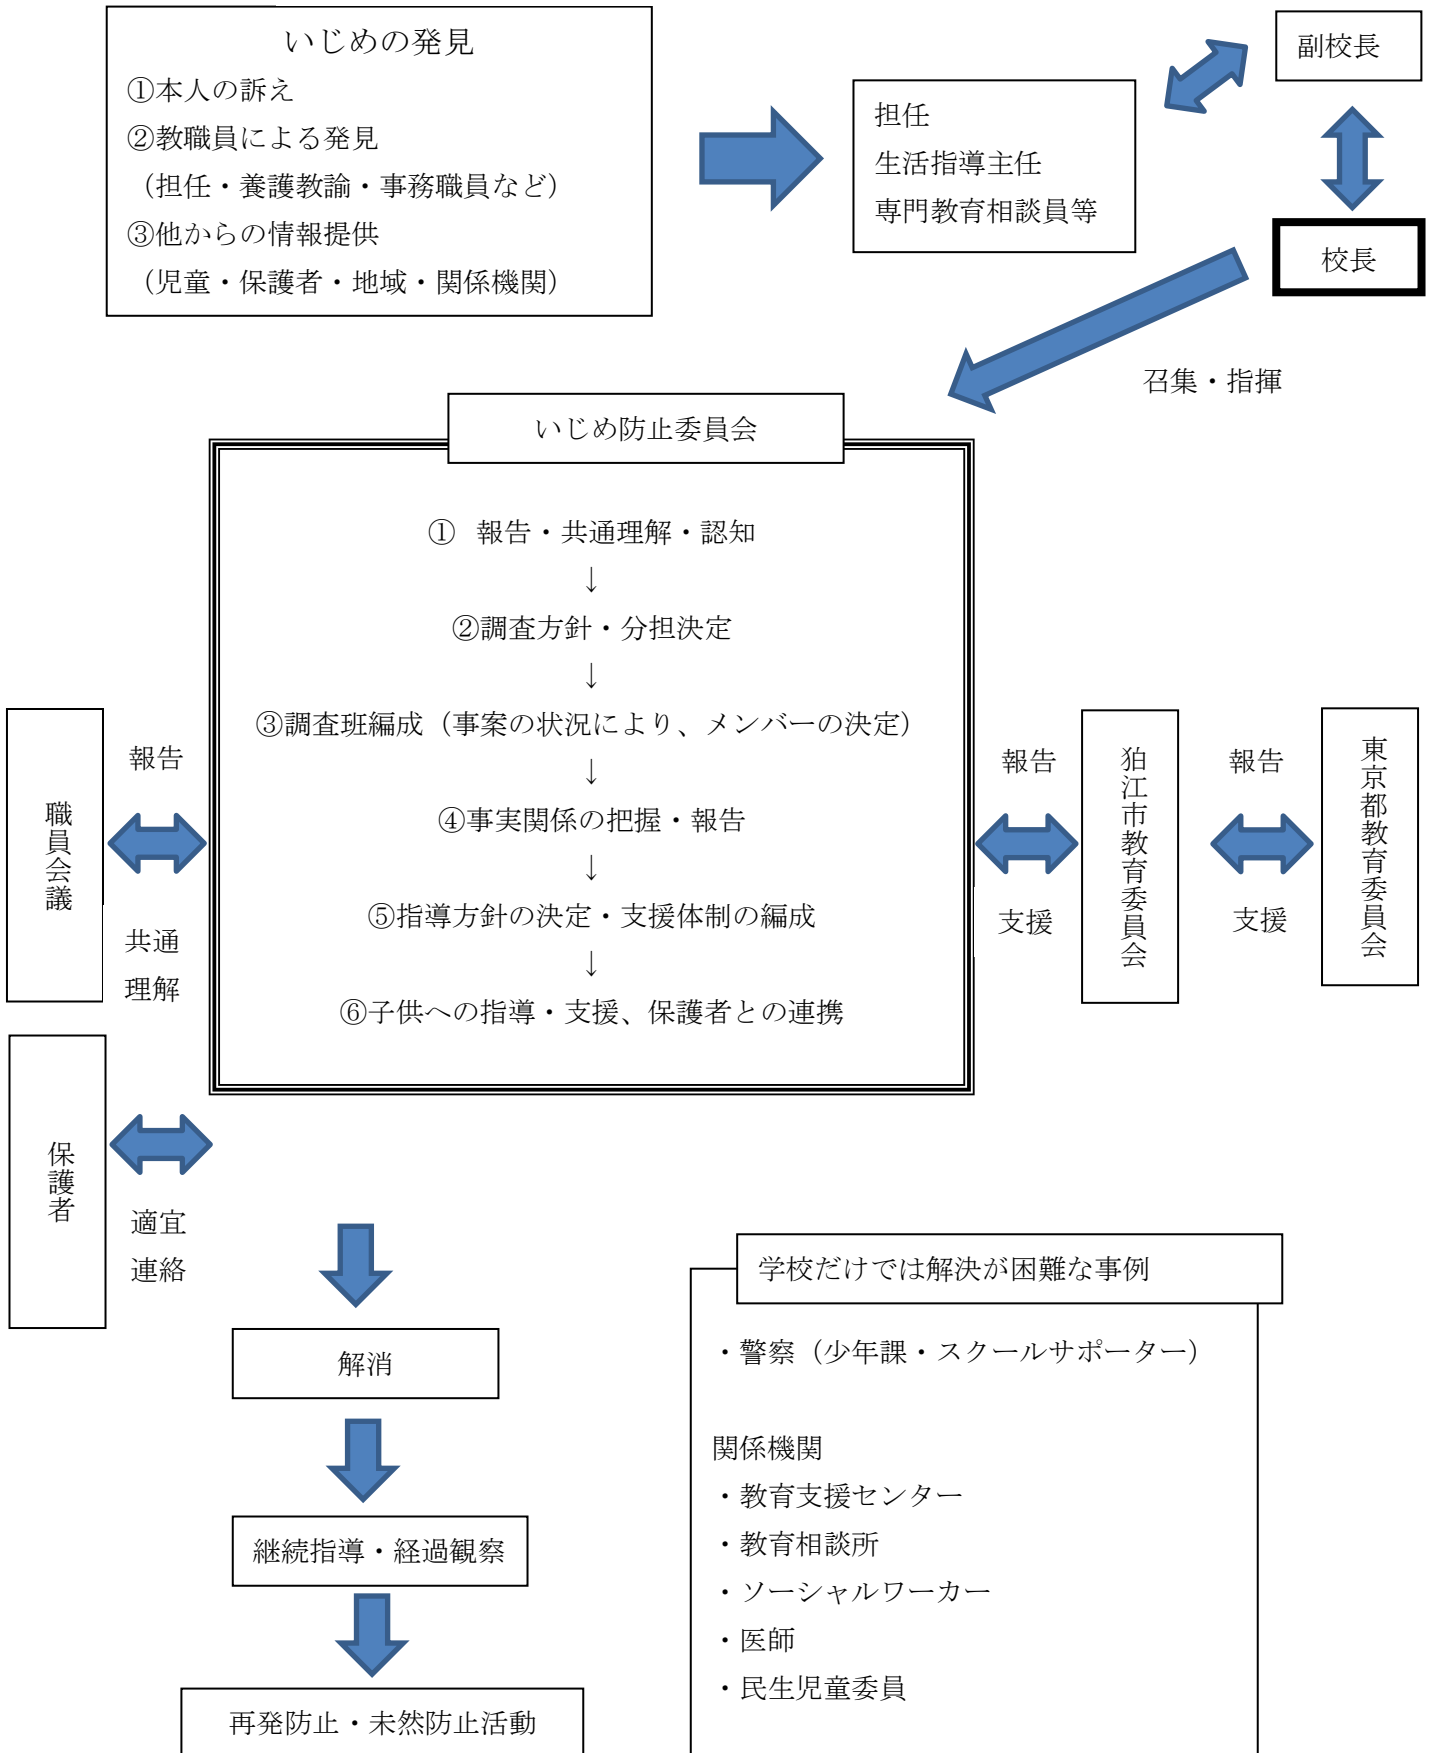 いじめの発見
①本人の訴え
②教職員による発見
（担任・養護教諭・事務職員など）
③他からの情報提供
（児童・保護者・地域・関係機関）
担任
生活指導主任
専門教育相談員等
副校長
校長
召集・指揮
いじめ防止委員会
①　報告・共通理解・認知
↓
②調査方針・分担決定
↓
③調査班編成（事案の状況により、メンバーの決定）
↓
④事実関係の把握・報告
↓
⑤指導方針の決定・支援体制の編成
↓
⑥子供への指導・支援、保護者との連携
職員会議
報告
共通
理解
保護者
適宜
連絡
報告
支援
狛江市教育委員会
報告
支援
東京都教育委員会
解消
継続指導・経過観察
再発防止・未然防止活動
学校だけでは解決が困難な事例
・警察（少年課・スクールサポーター）
関係機関
・教育支援センター
・教育相談所
・ソーシャルワーカー
・医師
・民生児童委員